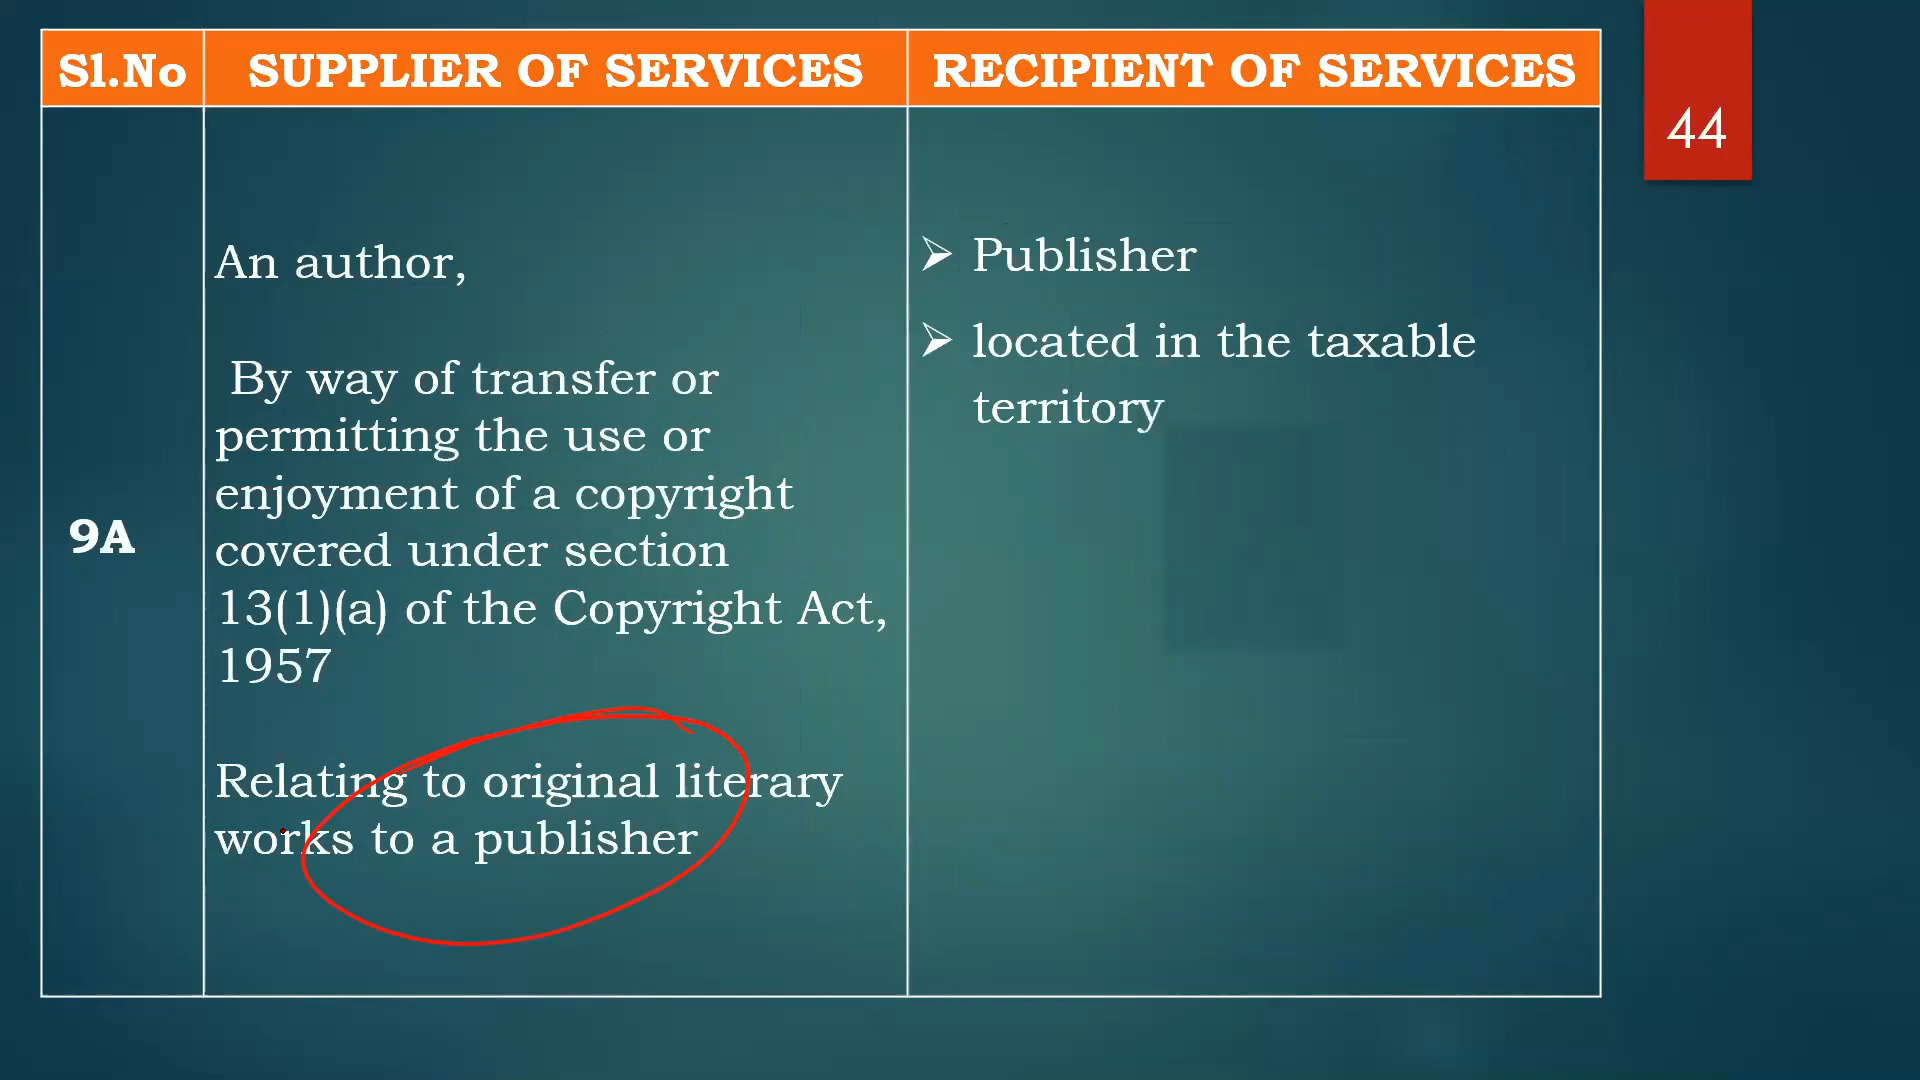 Sl.No SUPPLIER OF SERVICES RECIPIENT OF SERVICES
44
9A
An author,
By way of transfer or
permitting the use or
enjoyment of a copyright
covered under section
13(1)(a) of the Copyright Act,
1957
Relating to original literary
works to a publisher
➢ Publisher
➢ located in the taxable
territory